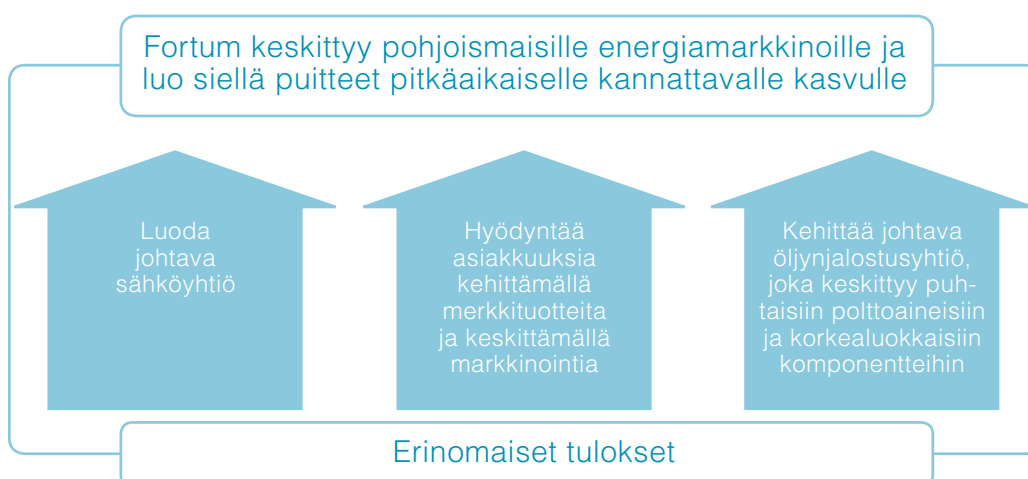 Fortum keskittyy pohjoismaisille energiamarkkinoille ja
luo siellä puitteet pitkäaikaiselle kannattavalle kasvulle
Luoda
johtava
sähköyhtiö
Hyödyntää
asiakkuuksia
kehittämällä
merkkituotteita
ja keskittämällä
markkinointia
Kehittää johtava
öljynjalostusyhtiö,
joka keskittyy puh-
taisiin polttoaineisiin
ja korkealuokkaisiin
komponentteihin
Erinomaiset tulokset